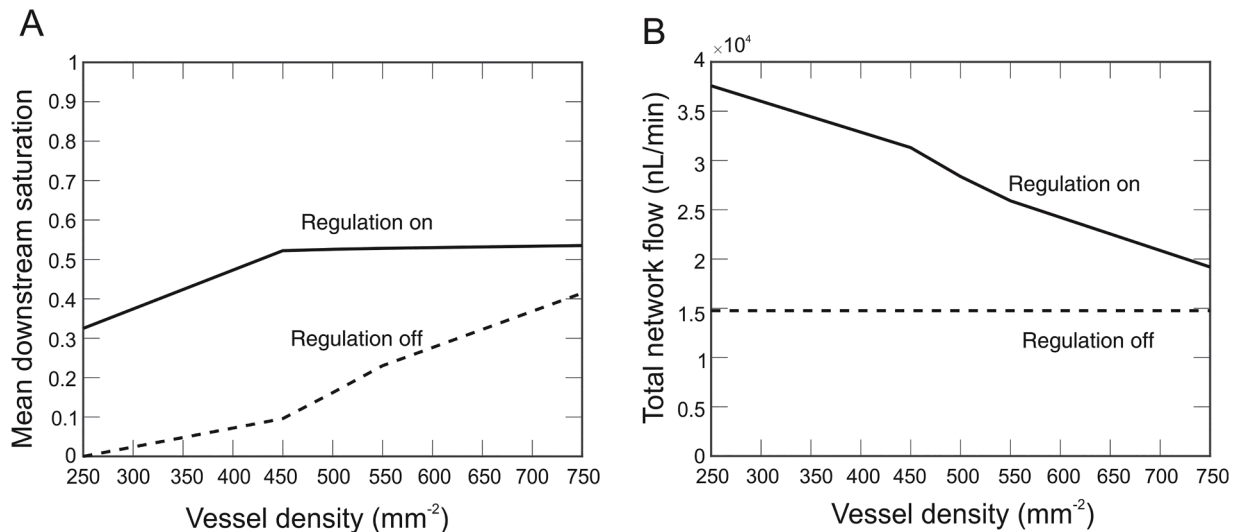 A
Mean downstream saturation
1
0.9
0.8
0.7
0.6
0.5
0.4
0.3
0.2
0.1
0
Regulation on
Regulation off
250 300 350 400 450 500 550 600 650 700 750
Vessel density (mm⁻²)
B
×10⁴
Total network flow (nL/min)
4
3.5
3
2.5
2
1.5
1
0.5
0
Regulation on
Regulation off
250 300 350 400 450 500 550 600 650 700 750
Vessel density (mm⁻²)